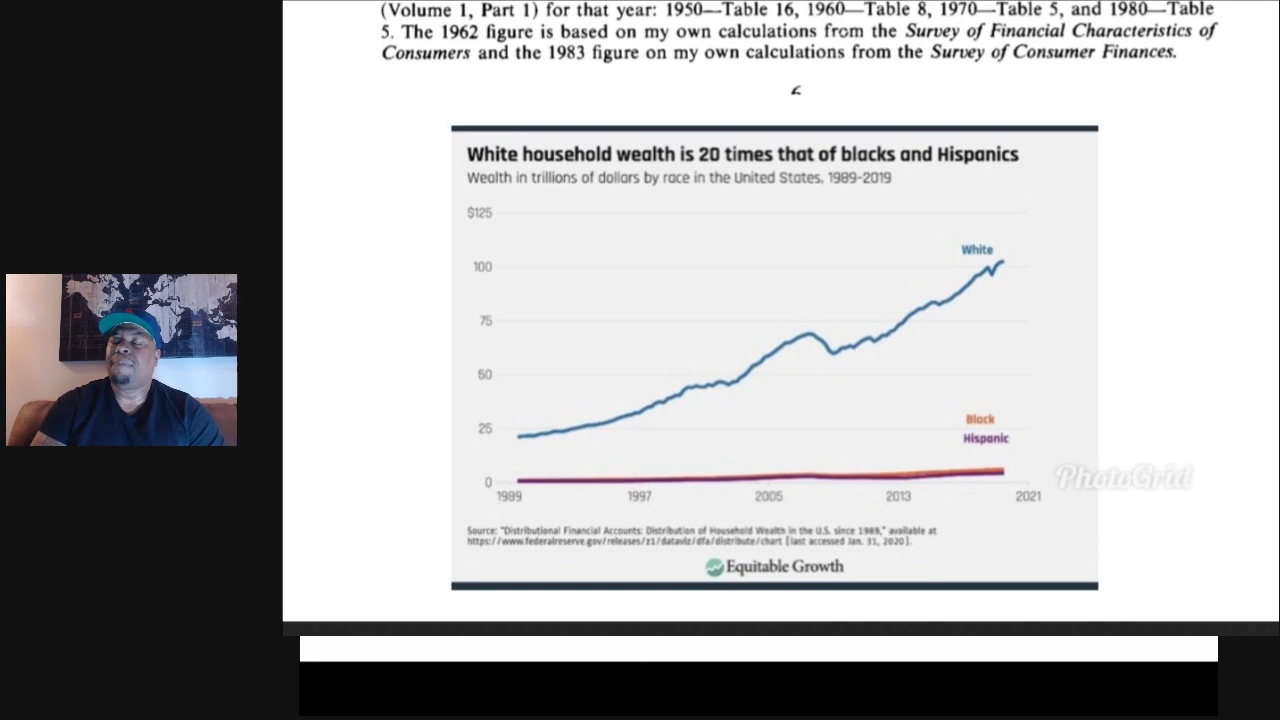 (Volume 1, Part 1) for that year: 1950—Table 16, 1960—Table 8, 1970—Table 5, and 1980—Table
5. The 1962 figure is based on my own calculations from the Survey of Financial Characteristics of
Consumers and the 1983 figure on my own calculations from the Survey of Consumer Finances.
White household wealth is 20 times that of blacks and Hispanics
Wealth in trillions of dollars by race in the United States, 1989-2019
$125
White
100
75
50
Black
25
Hispanic
PhotoGrid
0
1989 1997 2005 2013 2021
Source: "Distributional Financial Accounts: Distribution of Household Wealth in the U.S. since 1989," available at
https://www.federalreserve.gov/releases/z1/dataviz/dfa/distribute/chart (last accessed Jan. 31, 2020).
Equitable Growth